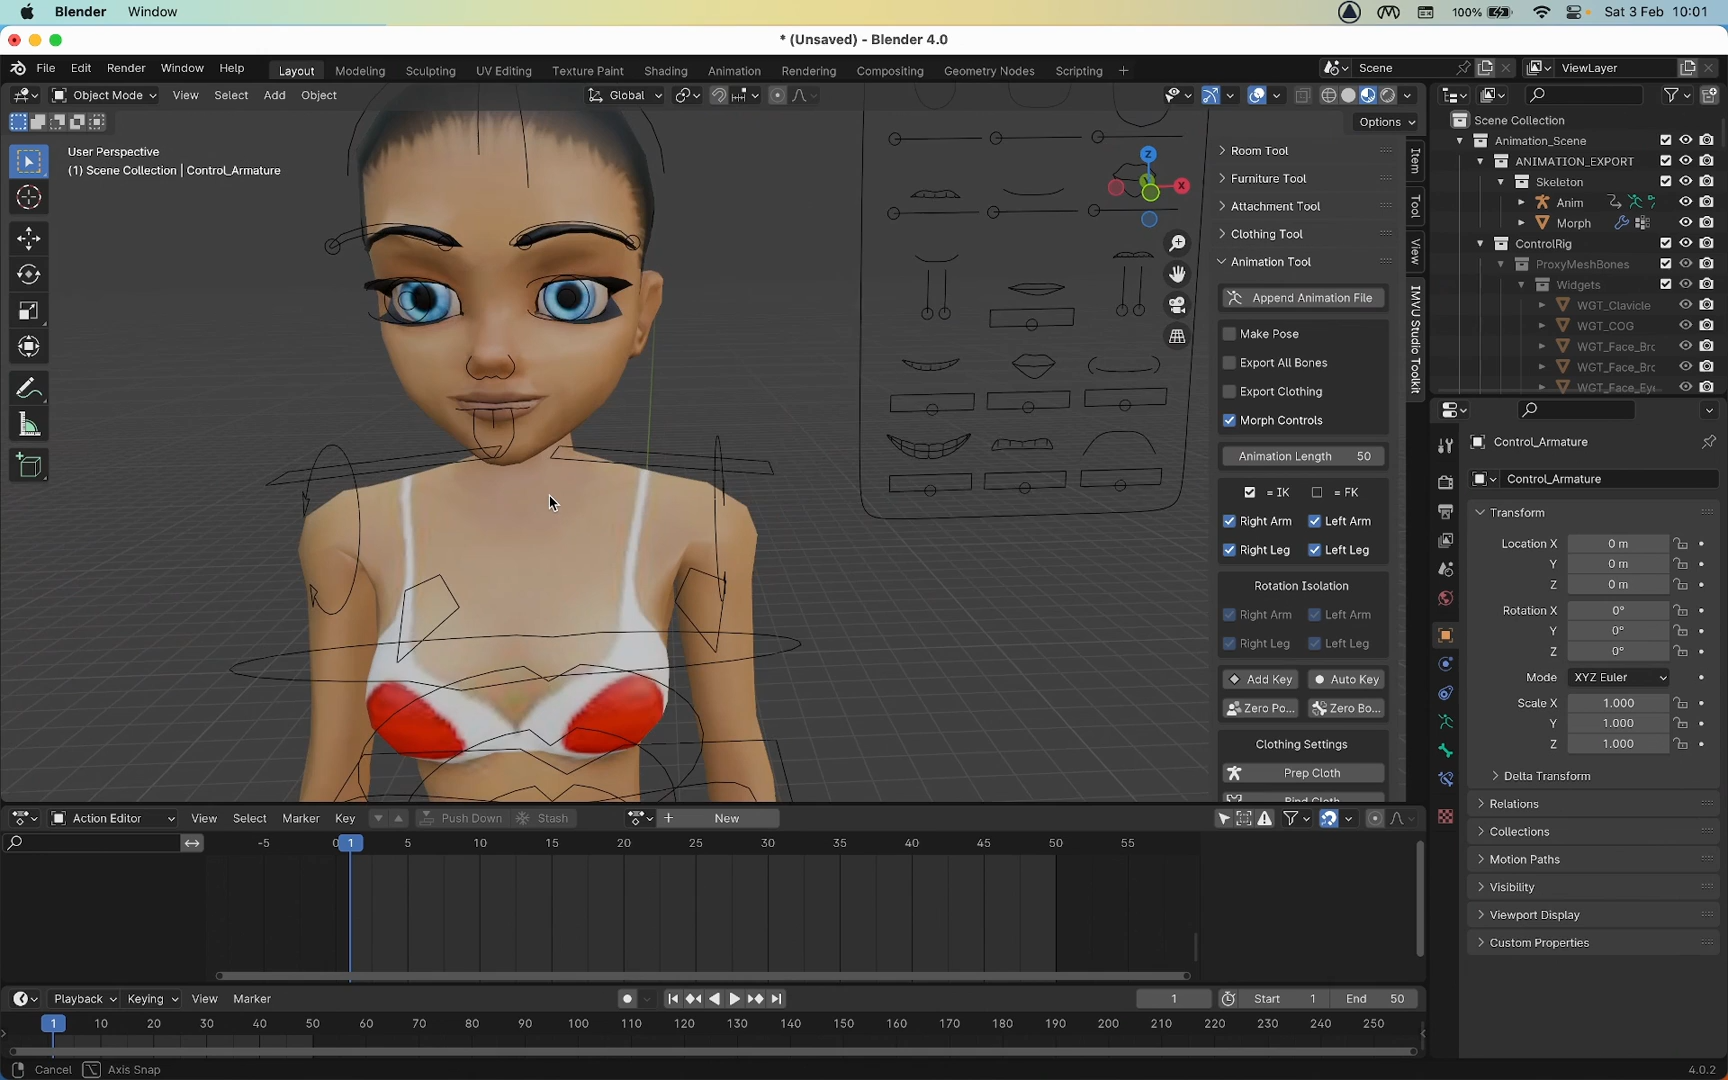 Blender Window 100% Sat 3 Feb 10:01
* (Unsaved) - Blender 4.0
File Edit Render Window Help Layout Modeling Sculpting UV Editing Texture Paint Shading Animation Rendering Compositing Geometry Nodes Scripting + Scene ViewLayer
Object Mode View Select Add Object Global
Options
User Perspective
(1) Scene Collection | Control_Armature
Z
X
Room Tool
Furniture Tool
Attachment Tool
Clothing Tool
Animation Tool
Append Animation File
Make Pose
Export All Bones
Export Clothing
Morph Controls
Animation Length 50
= IK = FK
Right Arm Left Arm
Right Leg Left Leg
Rotation Isolation
Right Arm Left Arm
Right Leg Left Leg
Add Key Auto Key
Zero Po... Zero Bo...
Clothing Settings
Prep Cloth
Bind Cloth
Item
Tool
View
IMVU Studio Toolkit
Scene Collection
Animation_Scene
ANIMATION_EXPORT
Skeleton
Anim
Morph
ControlRig
ProxyMeshBones
Widgets
WGT_Clavicle
WGT_COG
WGT_Face_Brc
WGT_Face_Brc
WGT_Face_Eye
Control_Armature
Control_Armature
Transform
Location X 0 m
Y 0 m
Z 0 m
Rotation X 0°
Y 0°
Z 0°
Mode XYZ Euler
Scale X 1.000
Y 1.000
Z 1.000
Delta Transform
Relations
Collections
Motion Paths
Visibility
Viewport Display
Custom Properties
Action Editor View Select Marker Key Push Down Stash + New
-5 0 1 5 10 15 20 25 30 35 40 45 50 55
Playback Keying View Marker 1 Start 1 End 50
1 10 20 30 40 50 60 70 80 90 100 110 120 130 140 150 160 170 180 190 200 210 220 230 240 250
Cancel Axis Snap 4.0.2